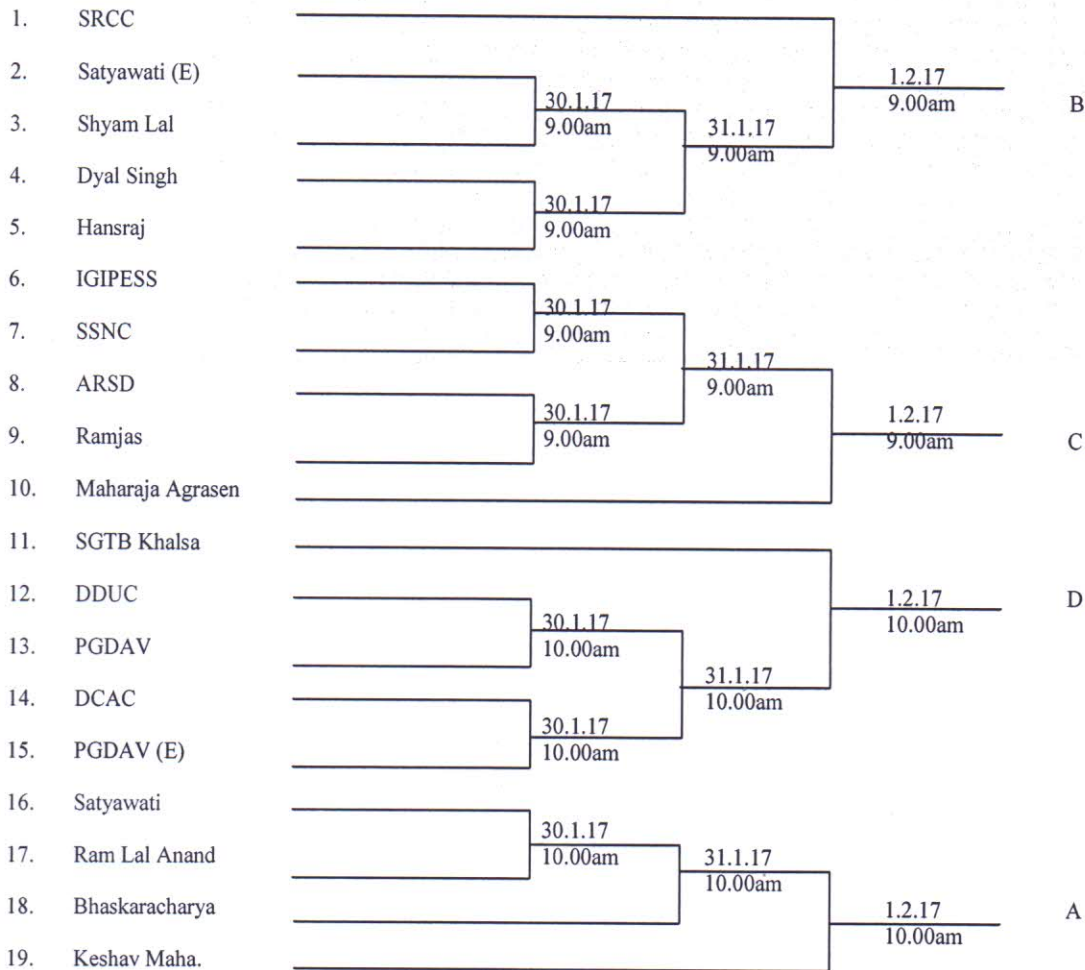 1. SRCC
2. Satyawati (E)
1.2.17
9.00am
B
30.1.17
9.00am
3. Shyam Lal
31.1.17
9.00am
4. Dyal Singh
30.1.17
9.00am
5. Hansraj
6. IGIPESS
30.1.17
9.00am
7. SSNC
31.1.17
9.00am
8. ARSD
30.1.17
9.00am
1.2.17
9.00am
C
9. Ramjas
10. Maharaja Agrasen
11. SGTB Khalsa
12. DDUC
1.2.17
10.00am
D
30.1.17
10.00am
13. PGDAV
31.1.17
10.00am
14. DCAC
30.1.17
10.00am
15. PGDAV (E)
16. Satyawati
30.1.17
10.00am
17. Ram Lal Anand
31.1.17
10.00am
18. Bhaskaracharya
1.2.17
10.00am
A
19. Keshav Maha.